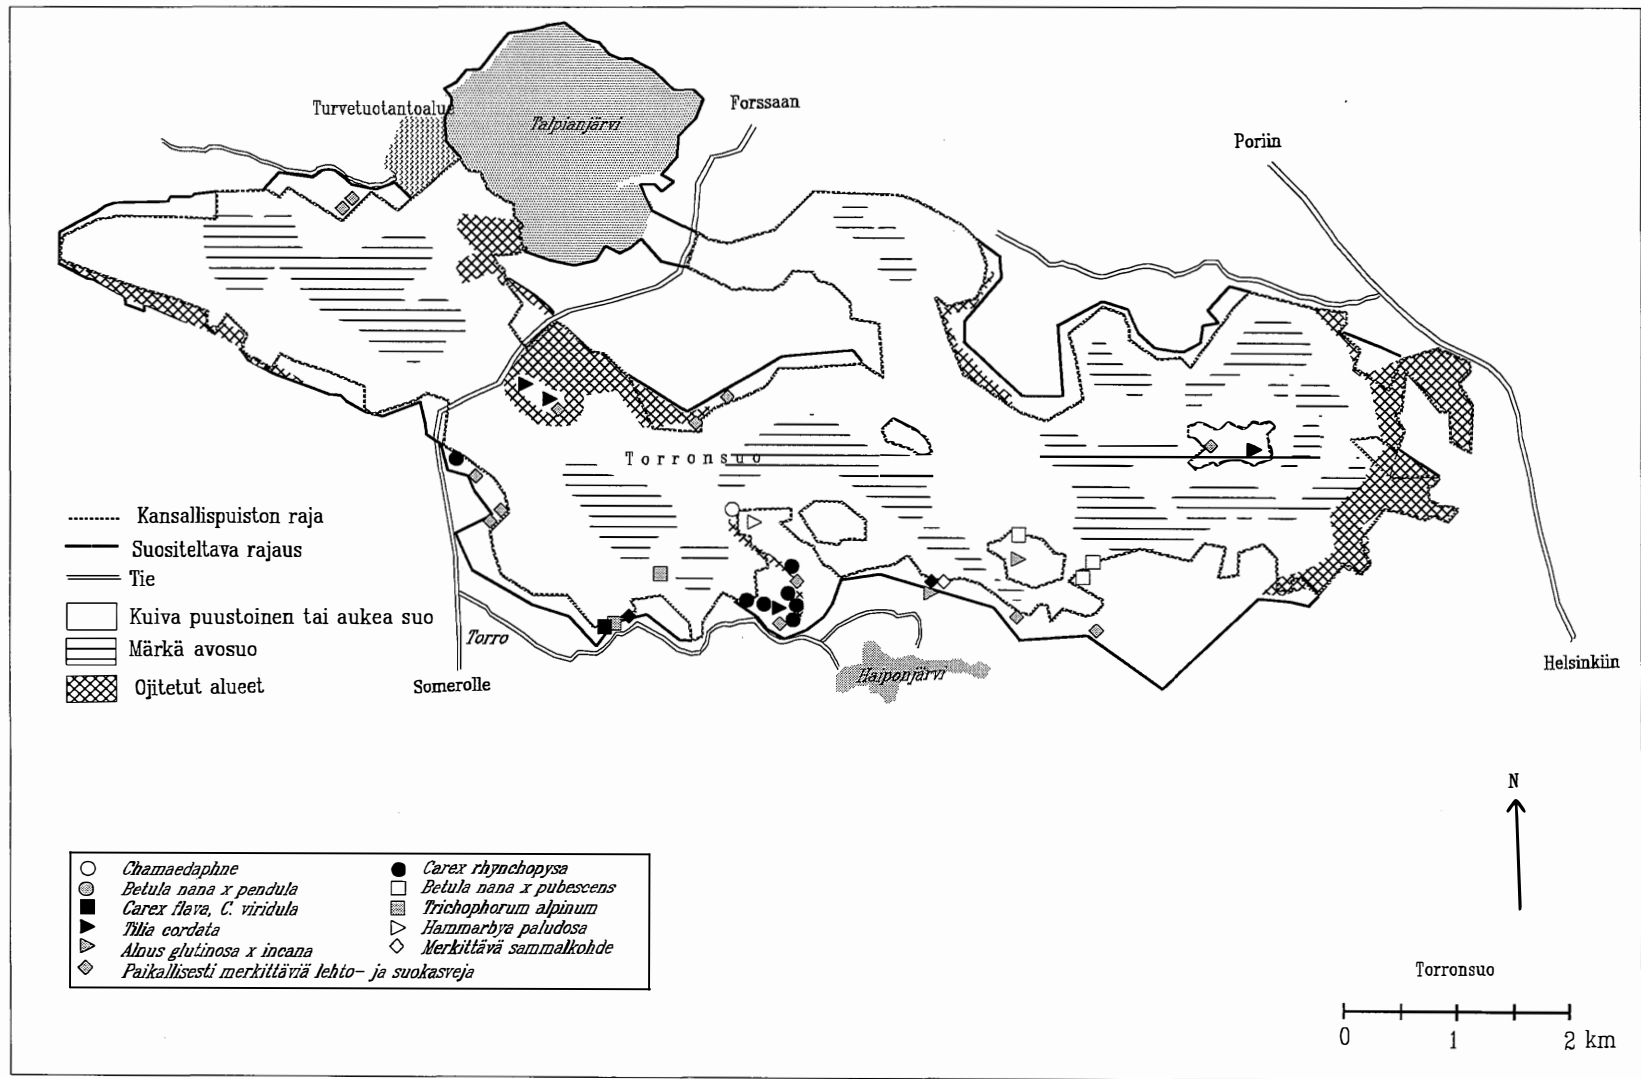 Turvetuotantoalue
Talpianjärvi
Forssaan
Poriin
Torronsuo
Kansallispuiston raja
Suositeltava rajaus
Tie
Kuiva puustoinen tai aukea suo
Märkä avosuo
Ojitetut alueet
Torro
Somerolle
Haiponjärvi
Helsinkiin
N
Chamaedaphne
Betula nana x pendula
Carex flava, C. viridula
Tilia cordata
Alnus glutinosa x incana
Paikallisesti merkittäviä lehto- ja suokasveja
Carex rhynchopysa
Betula nana x pubescens
Trichophorum alpinum
Hammarbya paludosa
Merkittävä sammalkohde
Torronsuo
0 1 2 km